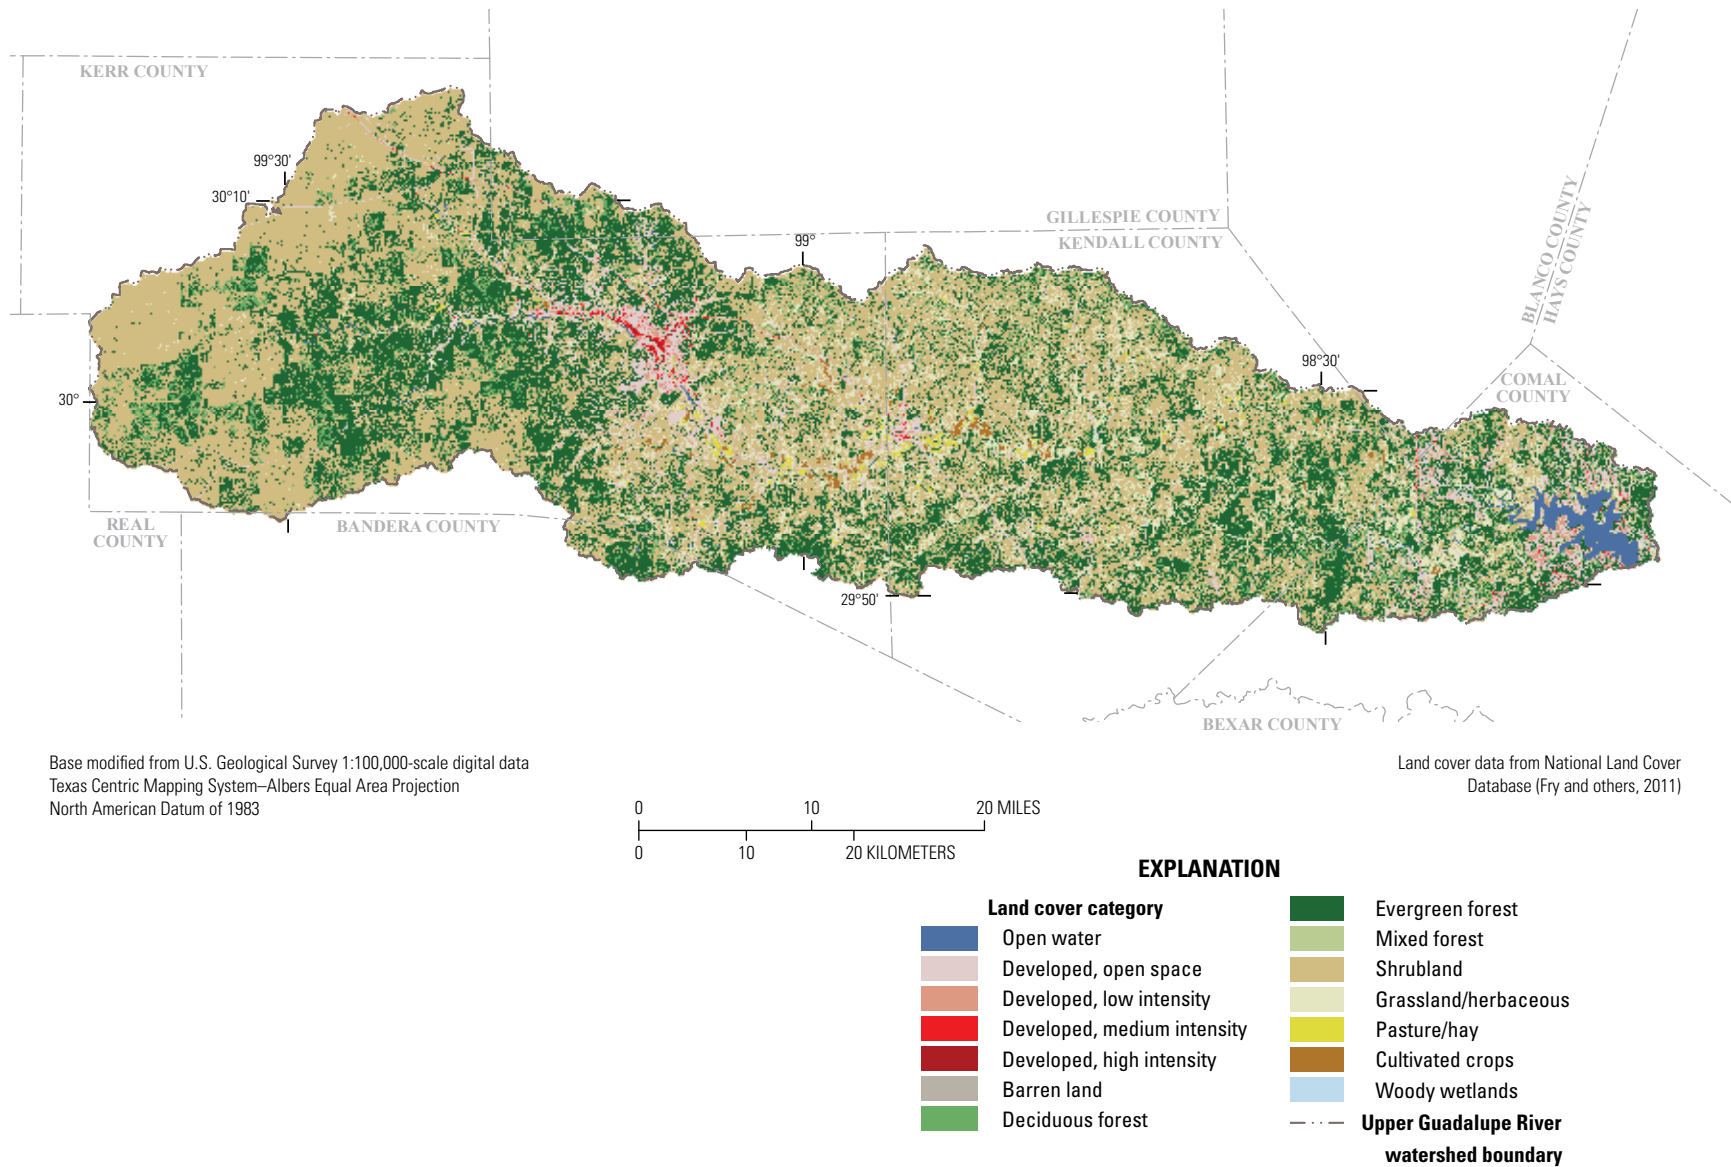 KERR COUNTY
99°30'
30°10'
GILLESPIE COUNTY
KENDALL COUNTY
99°
BLANCO COUNTY
HAYS COUNTY
98°30'
COMAL
COUNTY
30°
REAL
COUNTY
BANDERA COUNTY
29°50'
BEXAR COUNTY
Base modified from U.S. Geological Survey 1:100,000-scale digital data
Texas Centric Mapping System–Albers Equal Area Projection
North American Datum of 1983
Land cover data from National Land Cover
Database (Fry and others, 2011)
0 10 20 MILES
0 10 20 KILOMETERS
EXPLANATION
Land cover category
Open water
Developed, open space
Developed, low intensity
Developed, medium intensity
Developed, high intensity
Barren land
Deciduous forest
Evergreen forest
Mixed forest
Shrubland
Grassland/herbaceous
Pasture/hay
Cultivated crops
Woody wetlands
Upper Guadalupe River
watershed boundary